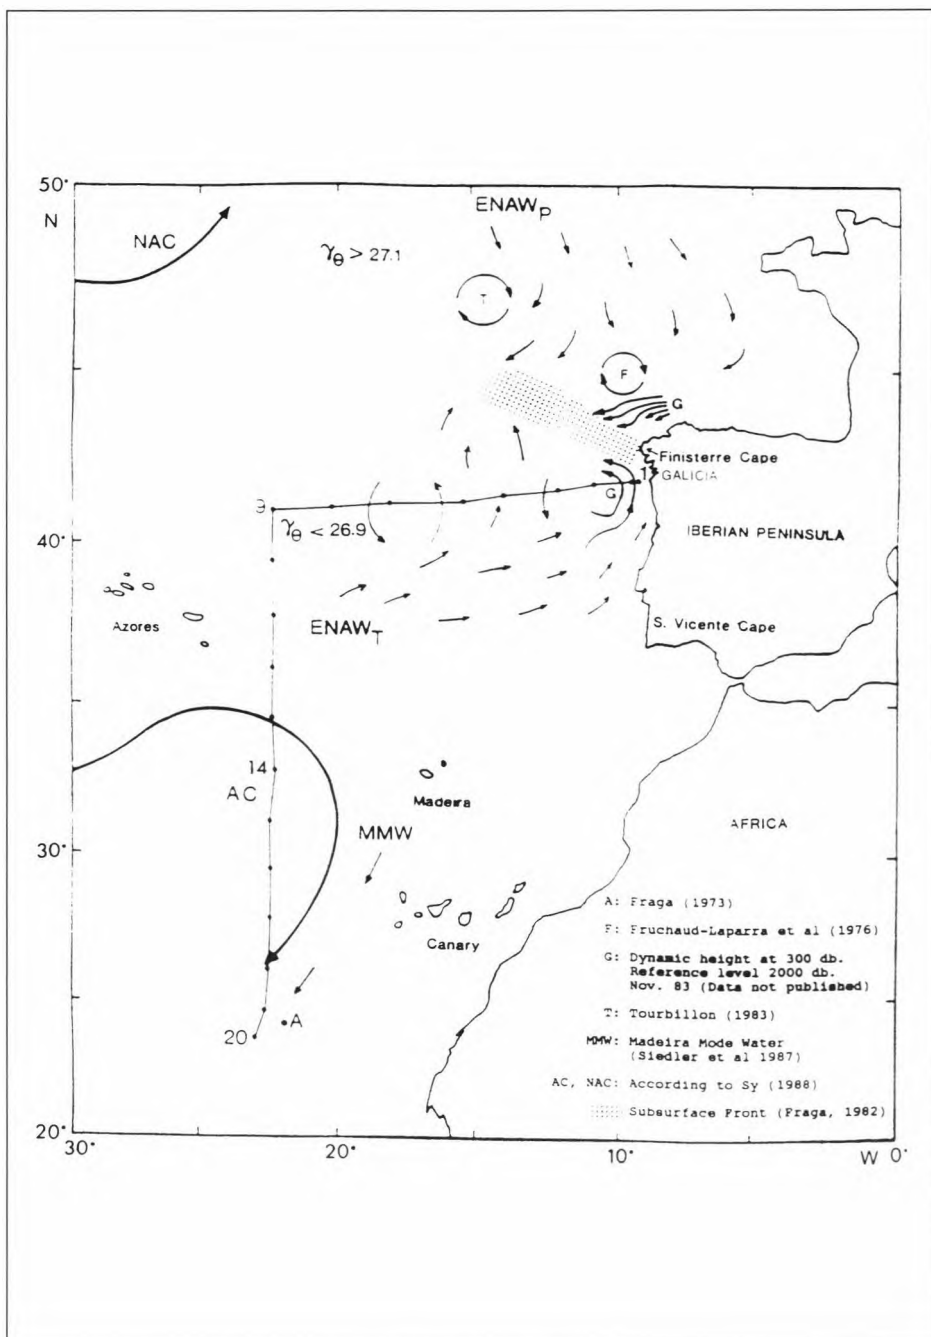 50°
N
ENAWP
NAC
γθ > 27.1
T
F
G
Finisterre Cape
1
GALICIA
9
G
γθ < 26.9
40°
IBERIAN PENINSULA
Azores
ENAWT
S. Vicente Cape
14
AC
Madeira
MMW
AFRICA
30°
Canary
A: Fraga (1973)
F: Fruchaud-Laparra et al (1976)
G: Dynamic height at 300 db.
Reference level 2000 db.
Nov. 83 (Data not published)
T: Tourbillon (1983)
MMW: Madeira Mode Water
(Siedler et al 1987)
AC, NAC: According to Sy (1988)
Subsurface Front (Fraga, 1982)
A
20
20°
30°
20°
10°
W
0°